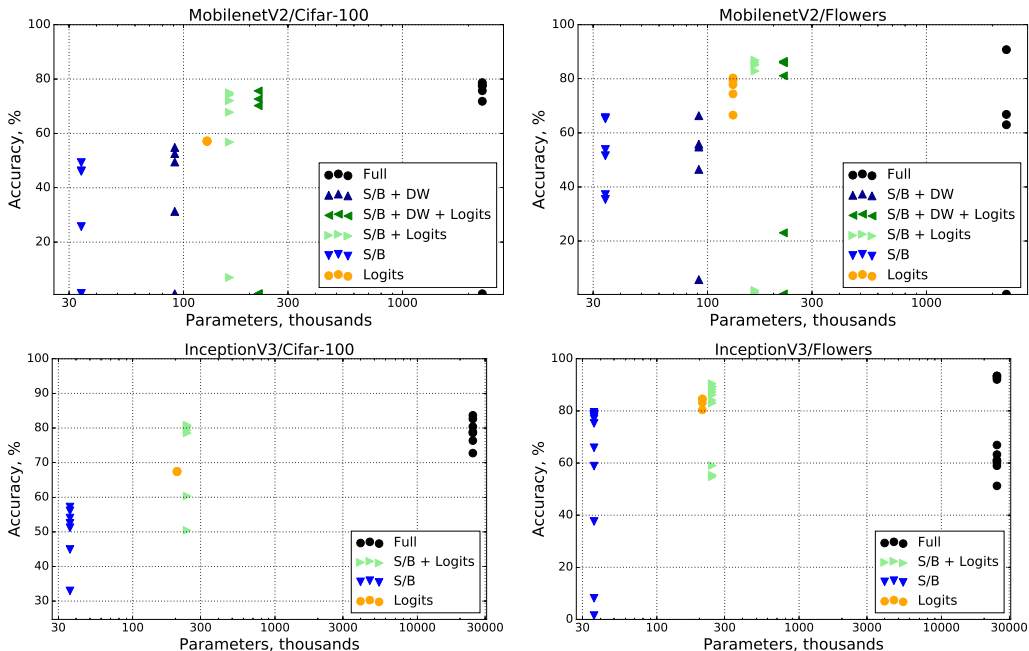 MobilenetV2/Cifar-100
100
80
60
40
20
Accuracy, %
Full
S/B + DW
S/B + DW + Logits
S/B + Logits
S/B
Logits
30 100 300 1000
Parameters, thousands
MobilenetV2/Flowers
100
80
60
40
20
Accuracy, %
Full
S/B + DW
S/B + DW + Logits
S/B + Logits
S/B
Logits
30 100 300 1000
Parameters, thousands
InceptionV3/Cifar-100
100
90
80
70
60
50
40
30
Accuracy, %
Full
S/B + Logits
S/B
Logits
30 100 300 1000 3000 10000 30000
Parameters, thousands
InceptionV3/Flowers
100
80
60
40
20
0
Accuracy, %
Full
S/B + Logits
S/B
Logits
30 100 300 1000 3000 10000 30000
Parameters, thousands